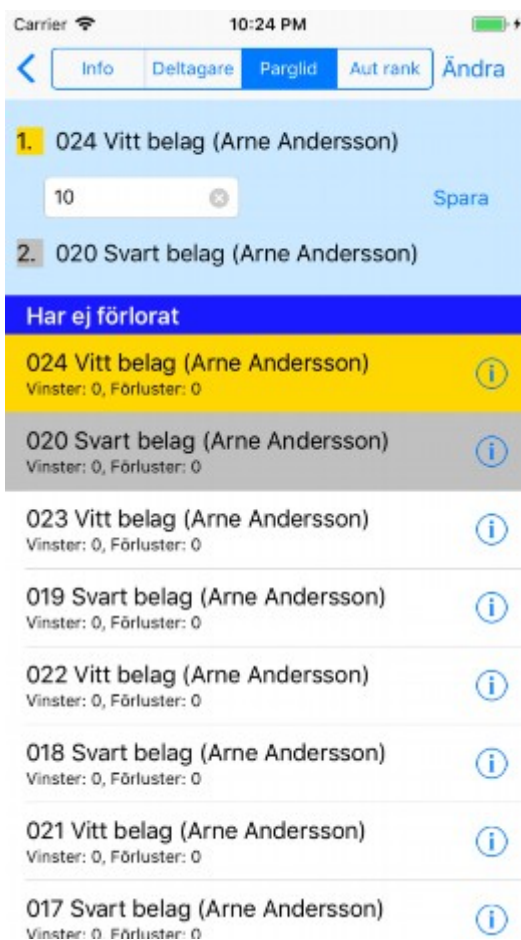 Carrier 10:24 PM
Info Deltagare Parglid Aut rank Ändra
1. 024 Vitt belag (Arne Andersson)
10 Spara
2. 020 Svart belag (Arne Andersson)
Har ej förlorat
024 Vitt belag (Arne Andersson)
Vinster: 0, Förluster: 0
020 Svart belag (Arne Andersson)
Vinster: 0, Förluster: 0
023 Vitt belag (Arne Andersson)
Vinster: 0, Förluster: 0
019 Svart belag (Arne Andersson)
Vinster: 0, Förluster: 0
022 Vitt belag (Arne Andersson)
Vinster: 0, Förluster: 0
018 Svart belag (Arne Andersson)
Vinster: 0, Förluster: 0
021 Vitt belag (Arne Andersson)
Vinster: 0, Förluster: 0
017 Svart belag (Arne Andersson)
Vinster: 0, Förluster: 0